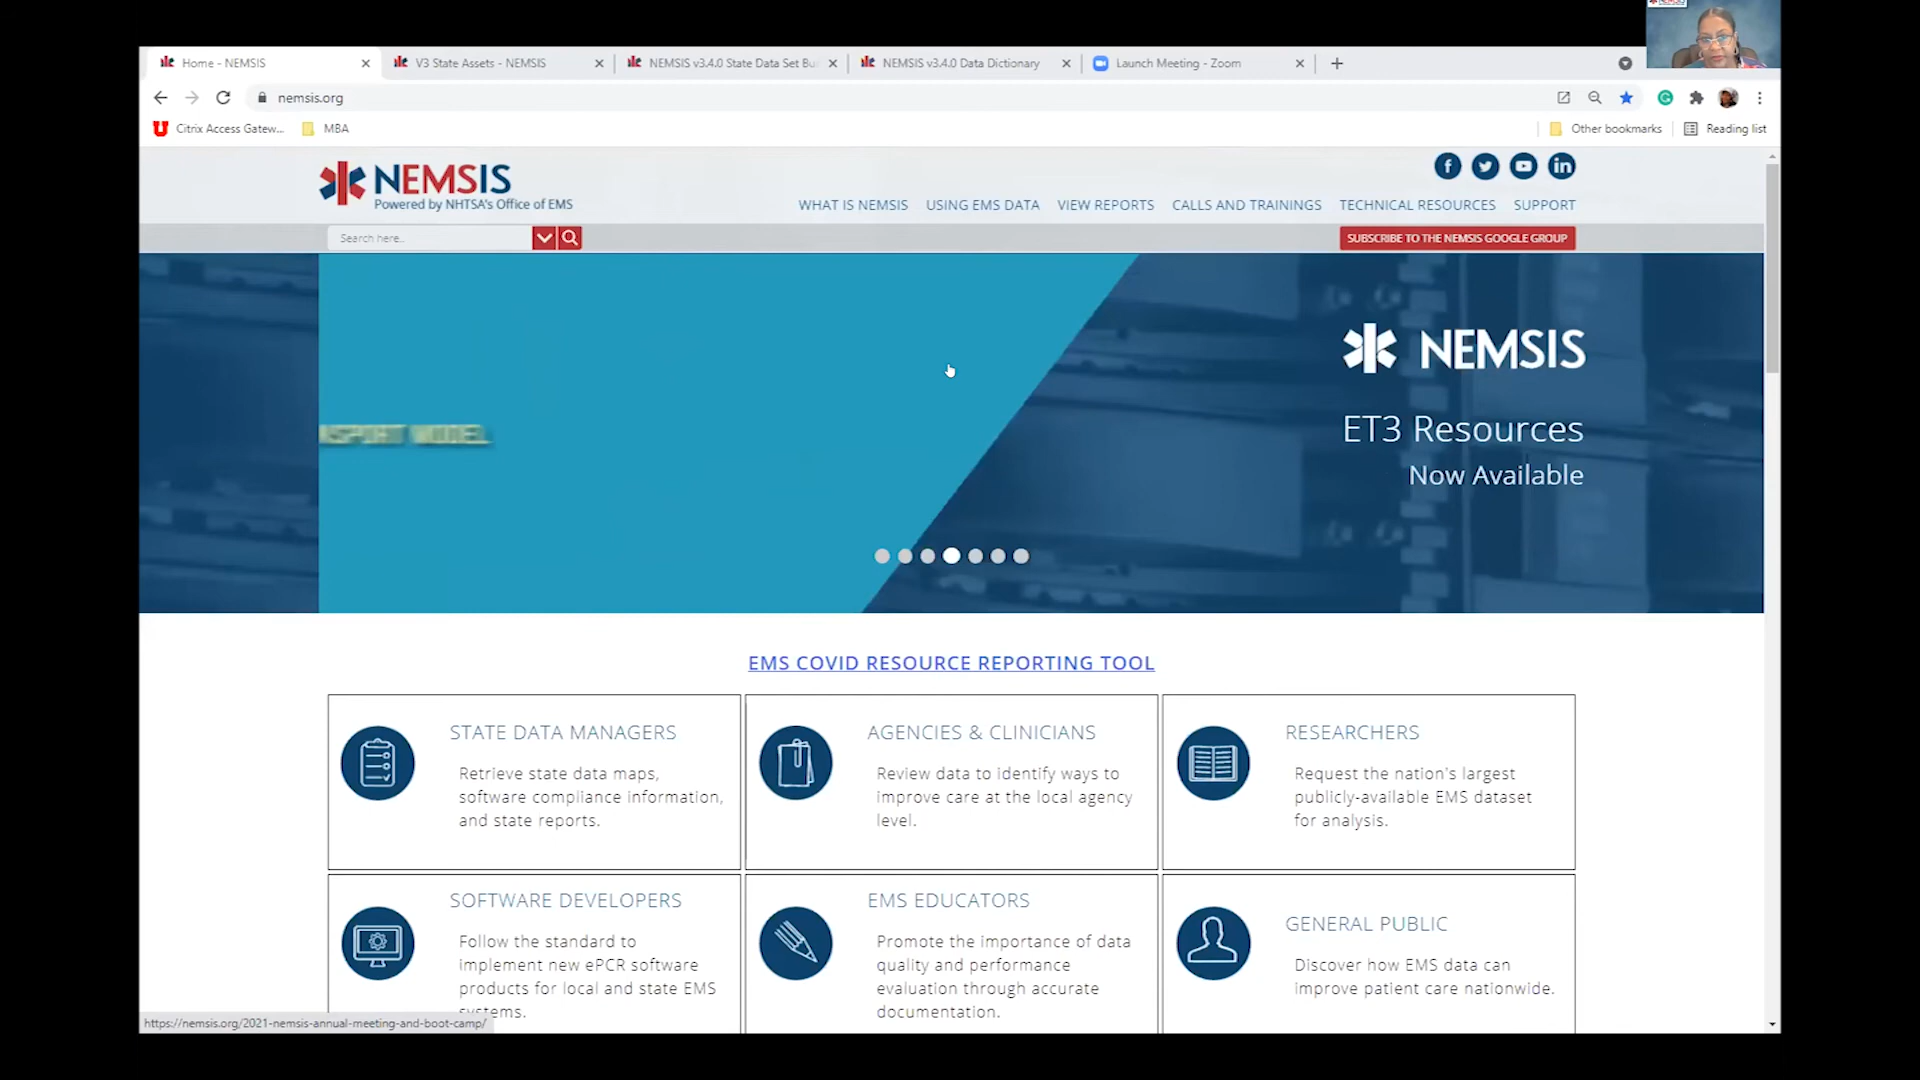 Home - NEMSIS
V3 State Assets - NEMSIS
NEMSIS v3.4.0 State Data Set Bu
NEMSIS v3.4.0 Data Dictionary
Launch Meeting - Zoom
nemsis.org
Citrix Access Gatew...
MBA
Other bookmarks
Reading list
NEMSIS
Powered by NHTSA's Office of EMS
WHAT IS NEMSIS
USING EMS DATA
VIEW REPORTS
CALLS AND TRAININGS
TECHNICAL RESOURCES
SUPPORT
Search here..
SUBSCRIBE TO THE NEMSIS GOOGLE GROUP
NEMSIS
NSPORT MODEL
ET3 Resources
Now Available
EMS COVID RESOURCE REPORTING TOOL
STATE DATA MANAGERS
Retrieve state data maps,
software compliance information,
and state reports.
AGENCIES & CLINICIANS
Review data to identify ways to
improve care at the local agency
level.
RESEARCHERS
Request the nation's largest
publicly-available EMS dataset
for analysis.
SOFTWARE DEVELOPERS
Follow the standard to
implement new ePCR software
products for local and state EMS
systems.
EMS EDUCATORS
Promote the importance of data
quality and performance
evaluation through accurate
documentation.
GENERAL PUBLIC
Discover how EMS data can
improve patient care nationwide.
https://nemsis.org/2021-nemsis-annual-meeting-and-boot-camp/